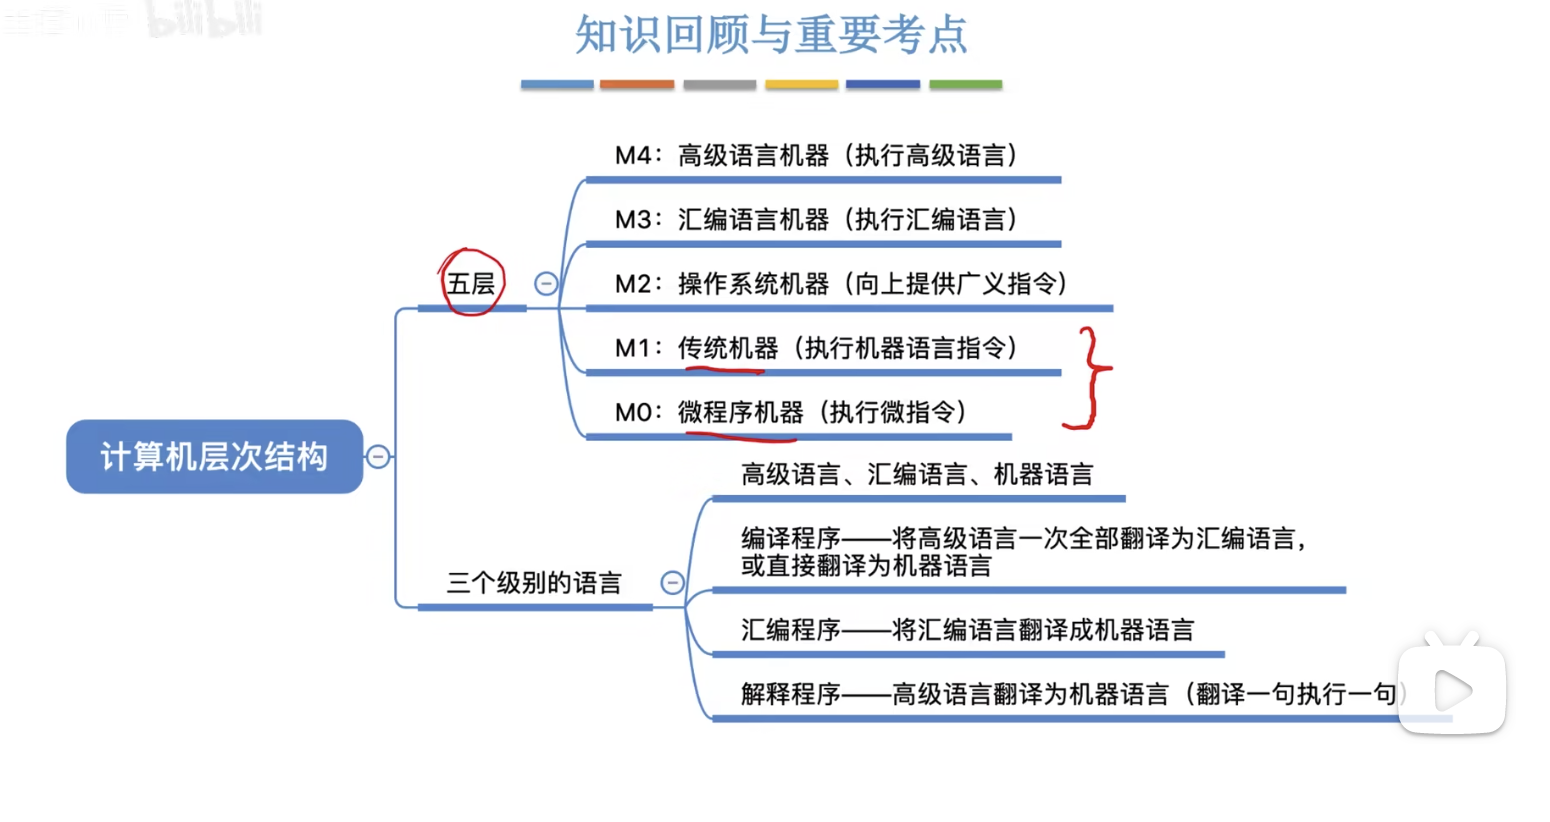 bilibili
知识回顾与重要考点
M4：高级语言机器（执行高级语言）
M3：汇编语言机器（执行汇编语言）
五层
M2：操作系统机器（向上提供广义指令）
M1：传统机器（执行机器语言指令）
M0：微程序机器（执行微指令）
计算机层次结构
高级语言、汇编语言、机器语言
编译程序——将高级语言一次全部翻译为汇编语言，
或直接翻译为机器语言
三个级别的语言
汇编程序——将汇编语言翻译成机器语言
解释程序——高级语言翻译为机器语言（翻译一句执行一句）